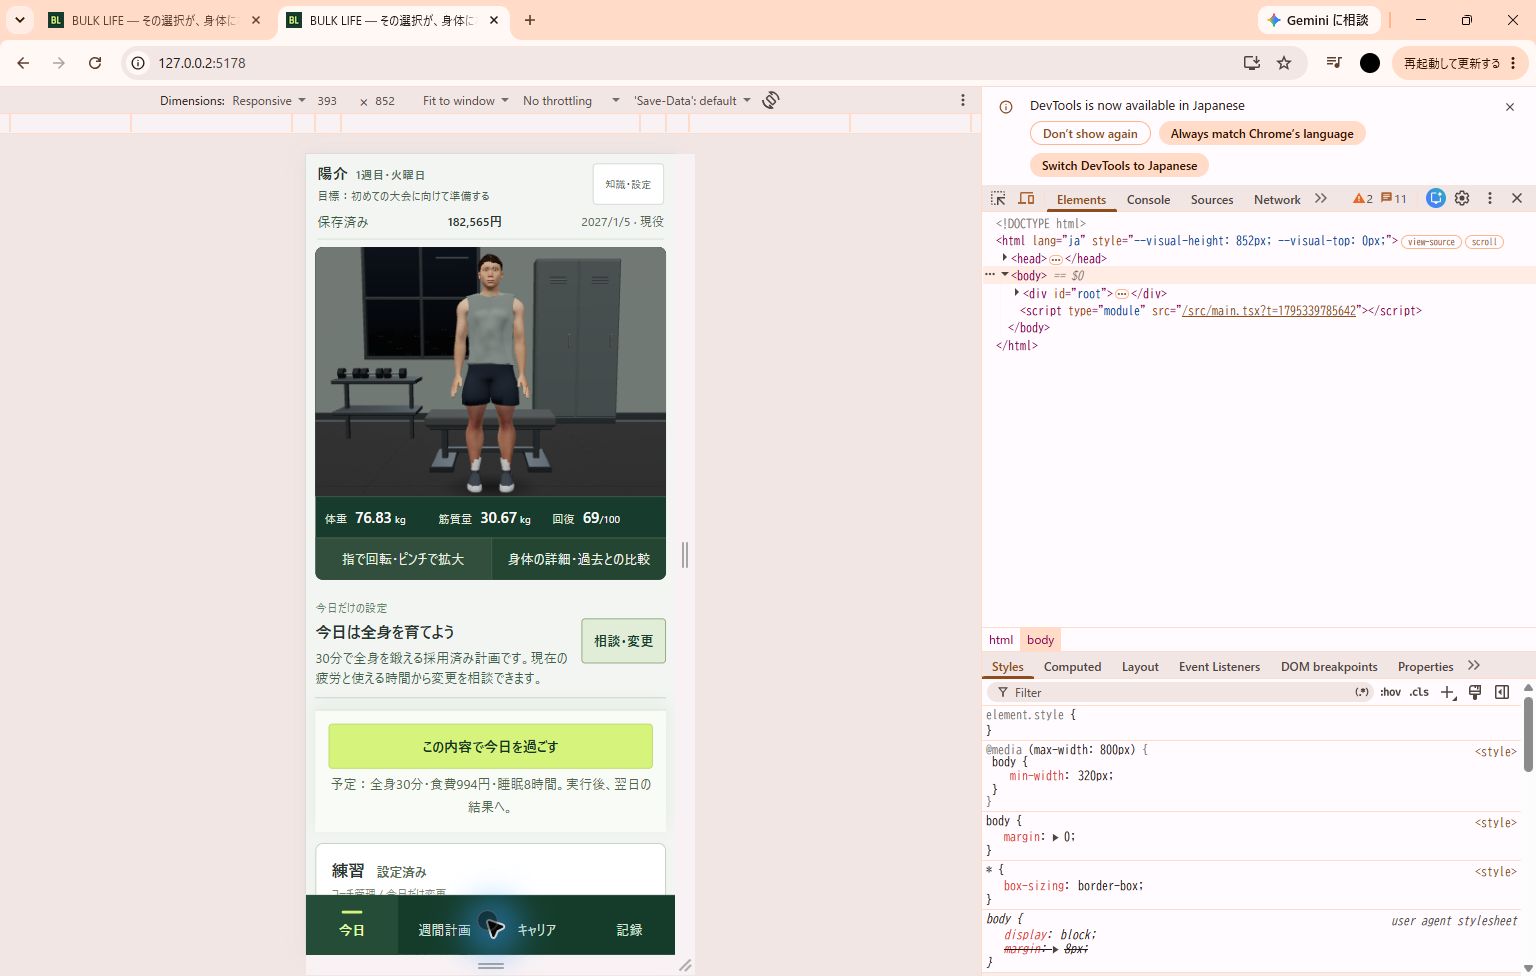 BULK LIFE — その選択が、身体に
BULK LIFE — その選択が、身体に
Gemini に相談
127.0.0.2:5178
再起動して更新する
Dimensions: Responsive 393 × 852 Fit to window No throttling 'Save-Data': default
陽介 1週目・火曜日
目標：初めての大会に向けて準備する
知識・設定
保存済み 182,565円 2027/1/5・現役
体重 76.83 kg 筋質量 30.67 kg 回復 69/100
指で回転・ピンチで拡大 身体の詳細・過去との比較
今日だけの設定
今日は全身を育てよう
30分で全身を鍛える採用済み計画です。現在の
疲労と使える時間から変更を相談できます。
相談・変更
この内容で今日を過ごす
予定：全身30分・食費994円・睡眠8時間。実行後、翌日の
結果へ。
練習 設定済み
コーチ管理 / 今日だけ変更
今日 週間計画 キャリア 記録
DevTools is now available in Japanese
Don't show again Always match Chrome's language
Switch DevTools to Japanese
Elements Console Sources Network 2 11
<!DOCTYPE html>
<html lang="ja" style="--visual-height: 852px; --visual-top: 0px;"> view-source scroll
<head> … </head>
… <body> == $0
<div id="root"> … </div>
<script type="module" src="/src/main.tsx?t=1795339785642"></script>
</body>
</html>
html body
Styles Computed Layout Event Listeners DOM breakpoints Properties
Filter (.*) :hov .cls
element.style {
}
@media (max-width: 800px) { <style>
body {
min-width: 320px;
}
}
body { <style>
margin: 0;
}
* { <style>
box-sizing: border-box;
}
body { user agent stylesheet
display: block;
margin: 8px;
}